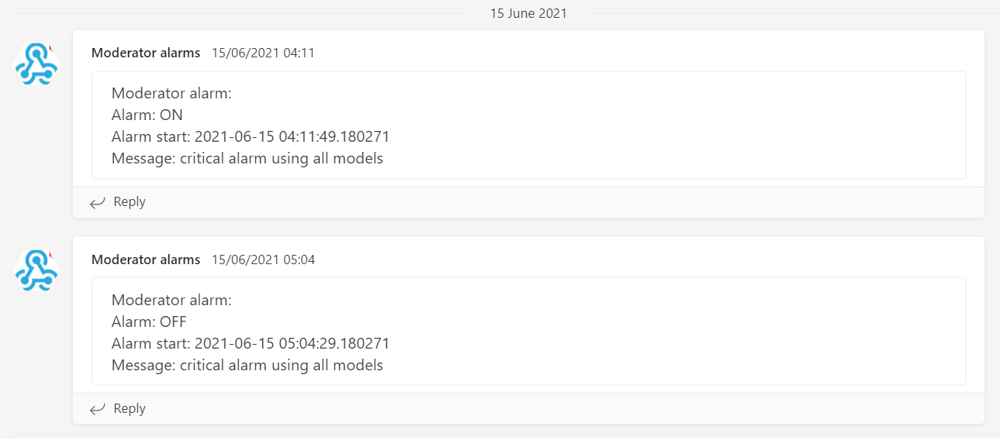 15 June 2021
Moderator alarms 15/06/2021 04:11
Moderator alarm:
Alarm: ON
Alarm start: 2021-06-15 04:11:49.180271
Message: critical alarm using all models
Reply
Moderator alarms 15/06/2021 05:04
Moderator alarm:
Alarm: OFF
Alarm start: 2021-06-15 05:04:29.180271
Message: critical alarm using all models
Reply